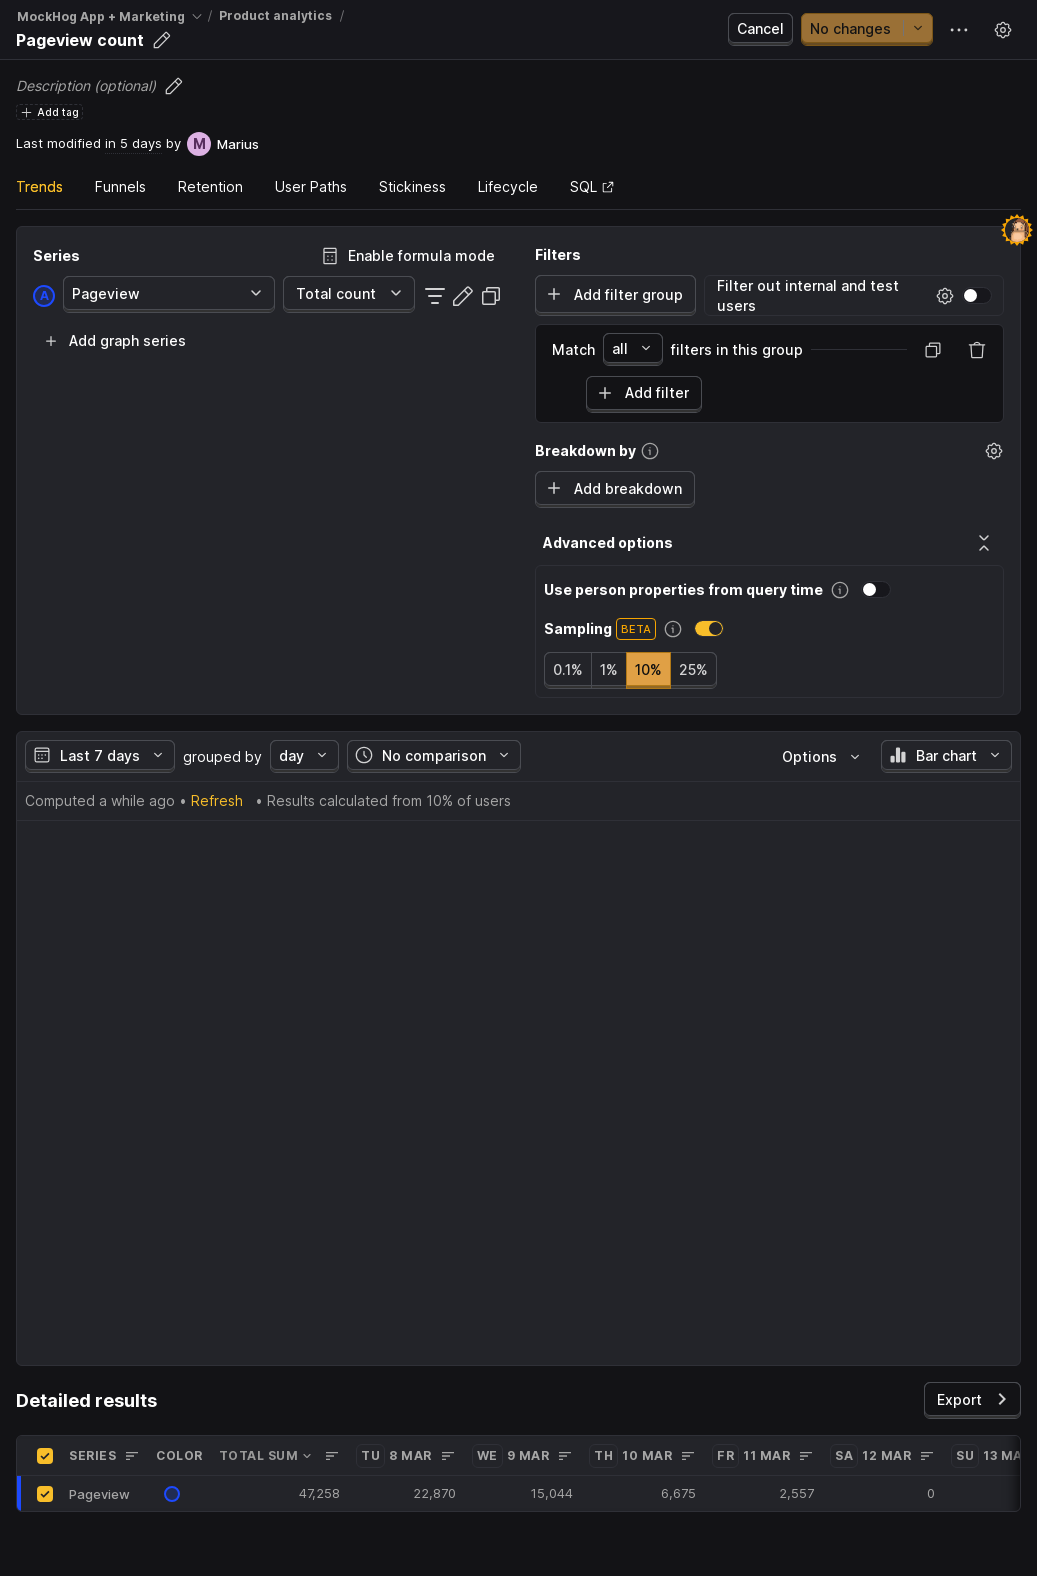 MockHog App + Marketing / Product analytics /
Pageview count
Cancel
No changes
Description (optional)
Add tag
Last modified in 5 days by M Marius
Trends Funnels Retention User Paths Stickiness Lifecycle SQL
Series
Enable formula mode
A Pageview Total count
Add graph series
Filters
Add filter group
Filter out internal and test
users
Match all filters in this group
Add filter
Breakdown by
Add breakdown
Advanced options
Use person properties from query time
Sampling BETA
0.1% 1% 10% 25%
Last 7 days grouped by day No comparison Options Bar chart
Computed a while ago • Refresh • Results calculated from 10% of users
Detailed results
Export
SERIES COLOR TOTAL SUM TU 8 MAR WE 9 MAR TH 10 MAR FR 11 MAR SA 12 MAR SU 13 MA
Pageview 47,258 22,870 15,044 6,675 2,557 0